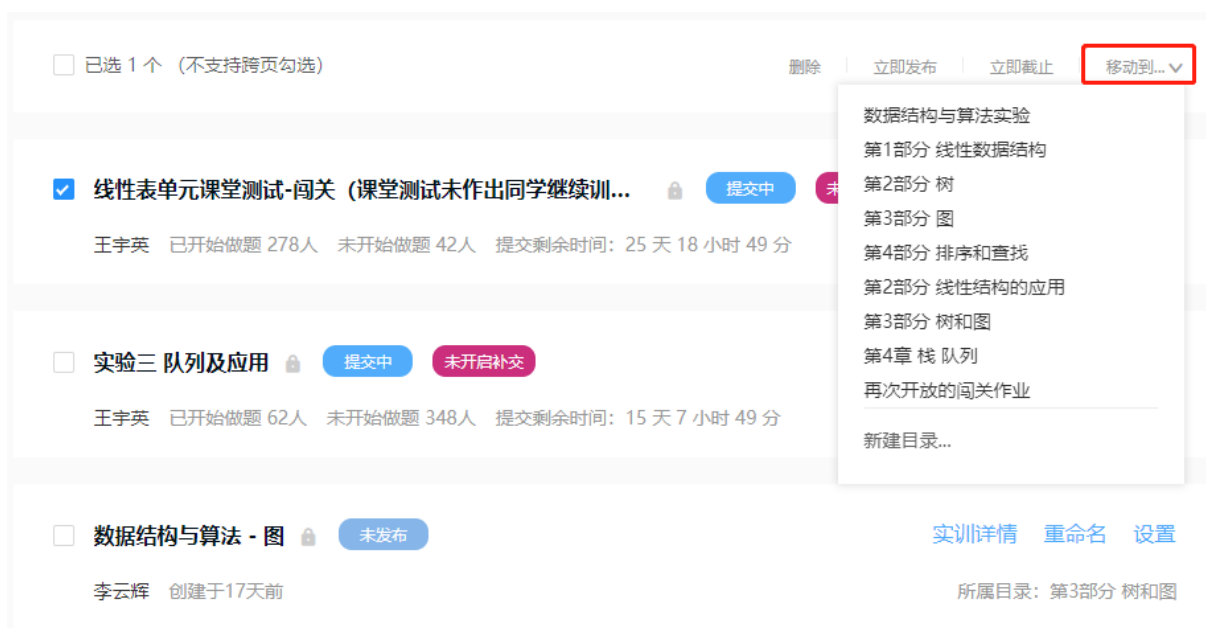 已选 1 个 （不支持跨页勾选）
删除 立即发布 立即截止 移动到...
数据结构与算法实验
第1部分 线性数据结构
第2部分 树
第3部分 图
第4部分 排序和查找
第2部分 线性结构的应用
第3部分 树和图
第4章 栈 队列
再次开放的闯关作业
新建目录...
线性表单元课堂测试-闯关（课堂测试未作出同学继续训... 提交中 未
王宇英 已开始做题 278人 未开始做题 42人 提交剩余时间：25 天 18 小时 49 分
实验三 队列及应用 提交中 未开启补交
王宇英 已开始做题 62人 未开始做题 348人 提交剩余时间：15 天 7 小时 49 分
数据结构与算法 - 图 未发布 实训详情 重命名 设置
李云辉 创建于17天前 所属目录：第3部分 树和图